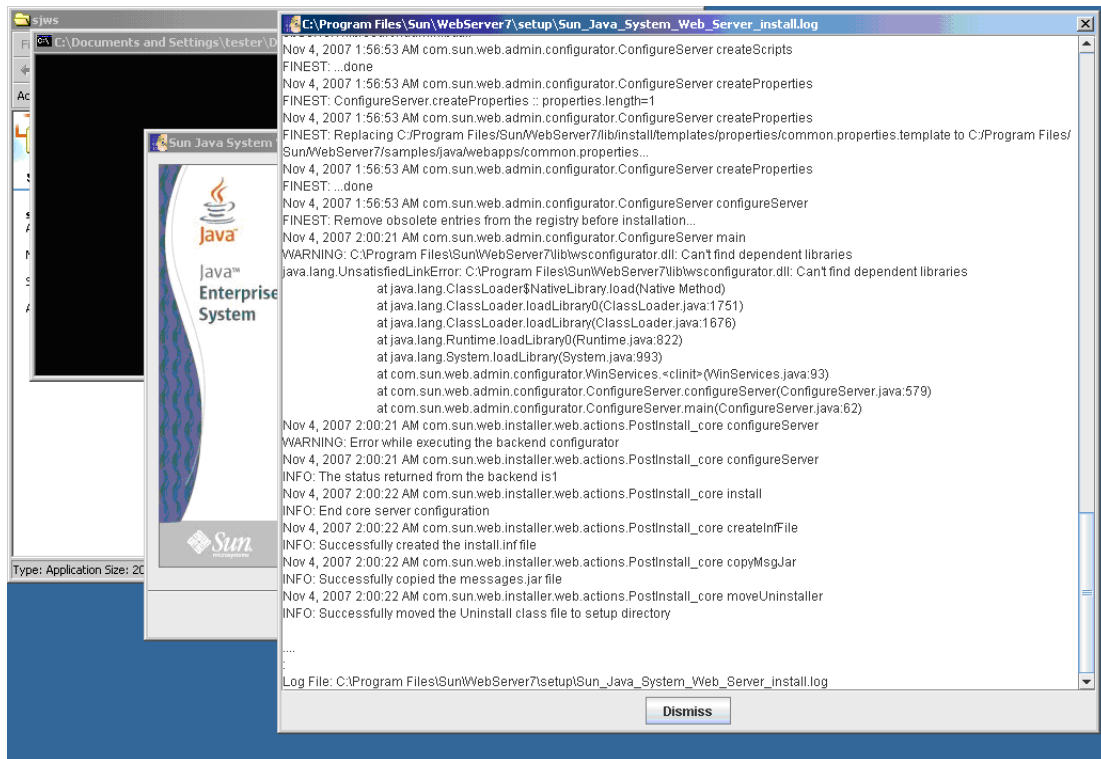 sjws
C:\Documents and Settings\tester\D
Ac
Sun Java System
Java
Java™
Enterprise
System
Sun
microsystems
Type: Application Size: 20
C:\Program Files\Sun\WebServer7\setup\Sun_Java_System_Web_Server_install.log
Nov 4, 2007 1:56:53 AM com.sun.web.admin.configurator.ConfigureServer createScripts
FINEST: ...done
Nov 4, 2007 1:56:53 AM com.sun.web.admin.configurator.ConfigureServer createProperties
FINEST: ConfigureServer.createProperties :: properties.length=1
Nov 4, 2007 1:56:53 AM com.sun.web.admin.configurator.ConfigureServer createProperties
FINEST: Replacing C:/Program Files/Sun/WebServer7/lib/install/templates/properties/common.properties.template to C:/Program Files/
Sun/WebServer7/samples/java/webapps/common.properties...
Nov 4, 2007 1:56:53 AM com.sun.web.admin.configurator.ConfigureServer createProperties
FINEST: ...done
Nov 4, 2007 1:56:53 AM com.sun.web.admin.configurator.ConfigureServer configureServer
FINEST: Remove obsolete entries from the registry before installation...
Nov 4, 2007 2:00:21 AM com.sun.web.admin.configurator.ConfigureServer main
WARNING: C:\Program Files\Sun\WebServer7\lib\wsconfigurator.dll: Can't find dependent libraries
java.lang.UnsatisfiedLinkError: C:\Program Files\Sun\WebServer7\lib\wsconfigurator.dll: Can't find dependent libraries
at java.lang.ClassLoader$NativeLibrary.load(Native Method)
at java.lang.ClassLoader.loadLibrary0(ClassLoader.java:1751)
at java.lang.ClassLoader.loadLibrary(ClassLoader.java:1676)
at java.lang.Runtime.loadLibrary0(Runtime.java:822)
at java.lang.System.loadLibrary(System.java:993)
at com.sun.web.admin.configurator.WinServices.<clinit>(WinServices.java:93)
at com.sun.web.admin.configurator.ConfigureServer.configureServer(ConfigureServer.java:579)
at com.sun.web.admin.configurator.ConfigureServer.main(ConfigureServer.java:62)
Nov 4, 2007 2:00:21 AM com.sun.web.installer.web.actions.PostInstall_core configureServer
WARNING: Error while executing the backend configurator
Nov 4, 2007 2:00:21 AM com.sun.web.installer.web.actions.PostInstall_core configureServer
INFO: The status returned from the backend is1
Nov 4, 2007 2:00:22 AM com.sun.web.installer.web.actions.PostInstall_core install
INFO: End core server configuration
Nov 4, 2007 2:00:22 AM com.sun.web.installer.web.actions.PostInstall_core createInfFile
INFO: Successfully created the install.inf file
Nov 4, 2007 2:00:22 AM com.sun.web.installer.web.actions.PostInstall_core copyMsgJar
INFO: Successfully copied the messages.jar file
Nov 4, 2007 2:00:22 AM com.sun.web.installer.web.actions.PostInstall_core moveUninstaller
INFO: Successfully moved the Uninstall class file to setup directory
....
:
Log File: C:\Program Files\Sun\WebServer7\setup\Sun_Java_System_Web_Server_install.log
Dismiss